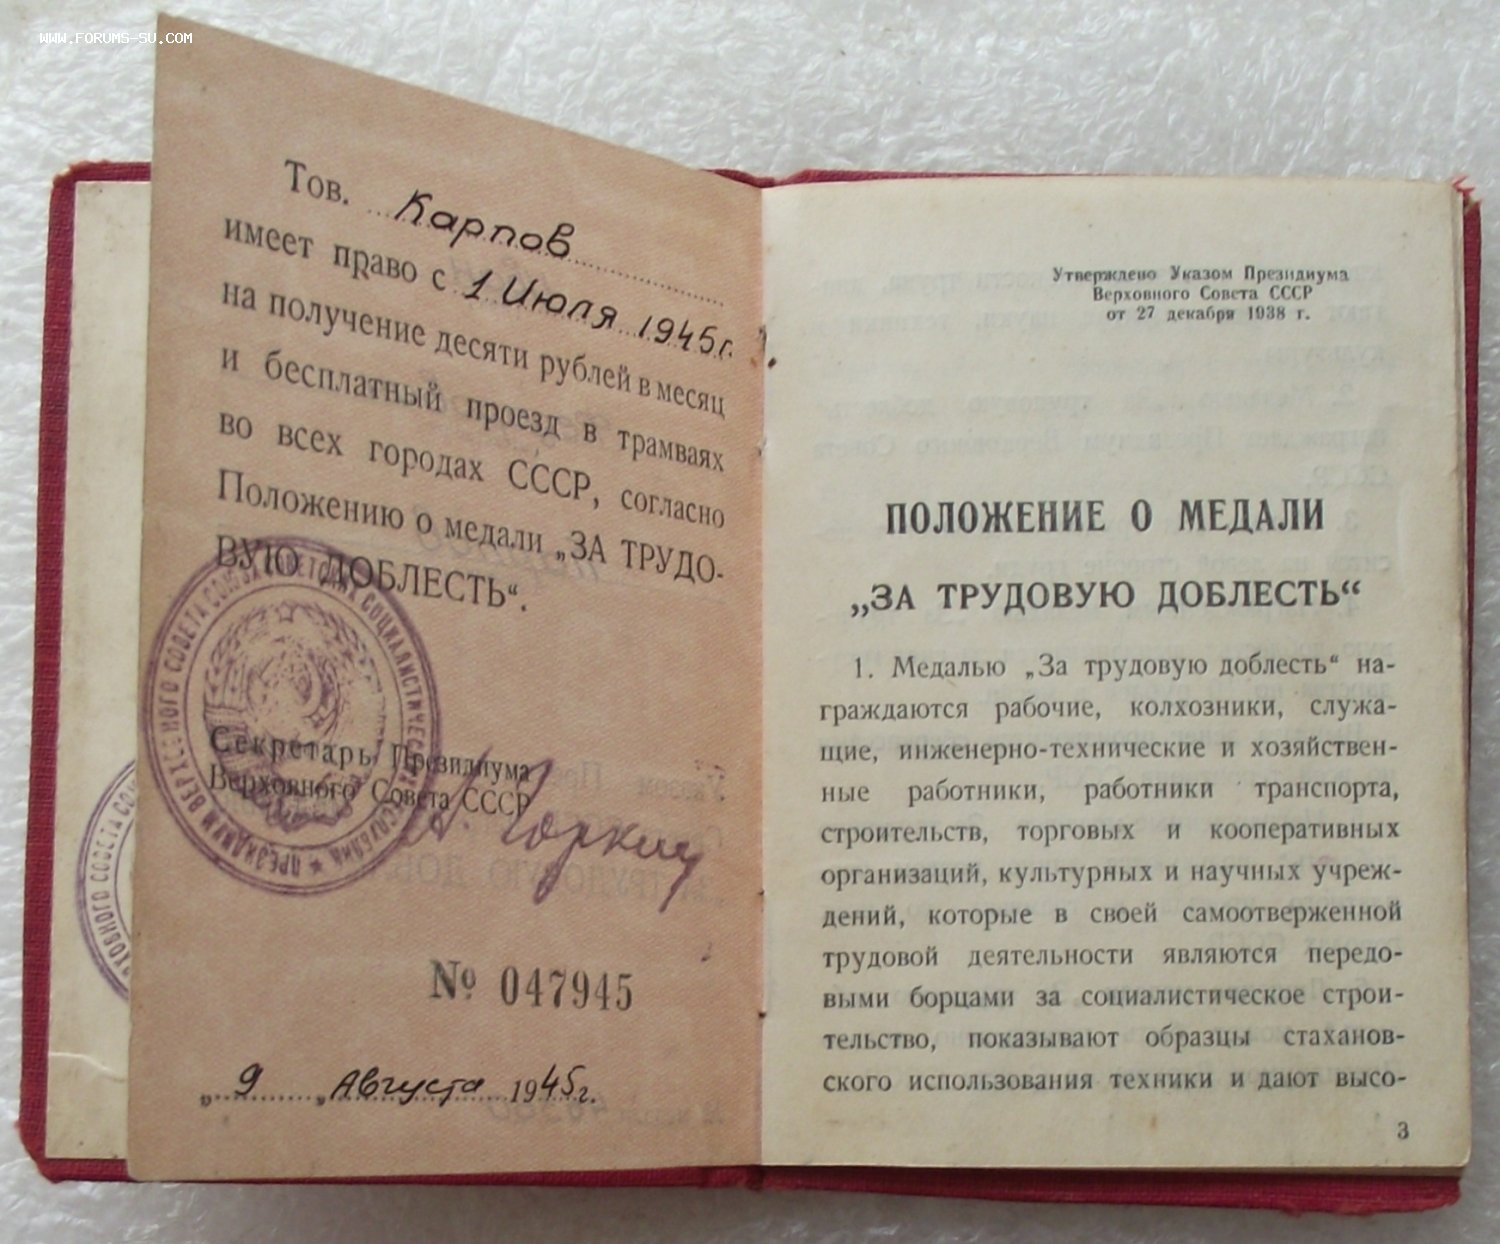 WWW.FORUMS-SU.COM
Тов. Карпов
имеет право с 1 Июля 1945 г.
на получение десяти рублей в месяц
и бесплатный проезд в трамваях
во всех городах СССР, согласно
Положению о медали „ЗА ТРУДО-
ВУЮ ДОБЛЕСТЬ“.
Секретарь Президиума
Верховного Совета СССР
А. Горкин
№ 047945
„ 9 „ Августа 1945 г.
Утверждено Указом Президиума
Верховного Совета СССР
от 27 декабря 1938 г.
ПОЛОЖЕНИЕ О МЕДАЛИ
„ЗА ТРУДОВУЮ ДОБЛЕСТЬ“
1. Медалью „За трудовую доблесть“ на-
граждаются рабочие, колхозники, служа-
щие, инженерно-технические и хозяйствен-
ные работники, работники транспорта,
строительств, торговых и кооперативных
организаций, культурных и научных учреж-
дений, которые в своей самоотверженной
трудовой деятельности являются передо-
выми борцами за социалистическое строи-
тельство, показывают образцы стаханов-
ского использования техники и дают высо-
3